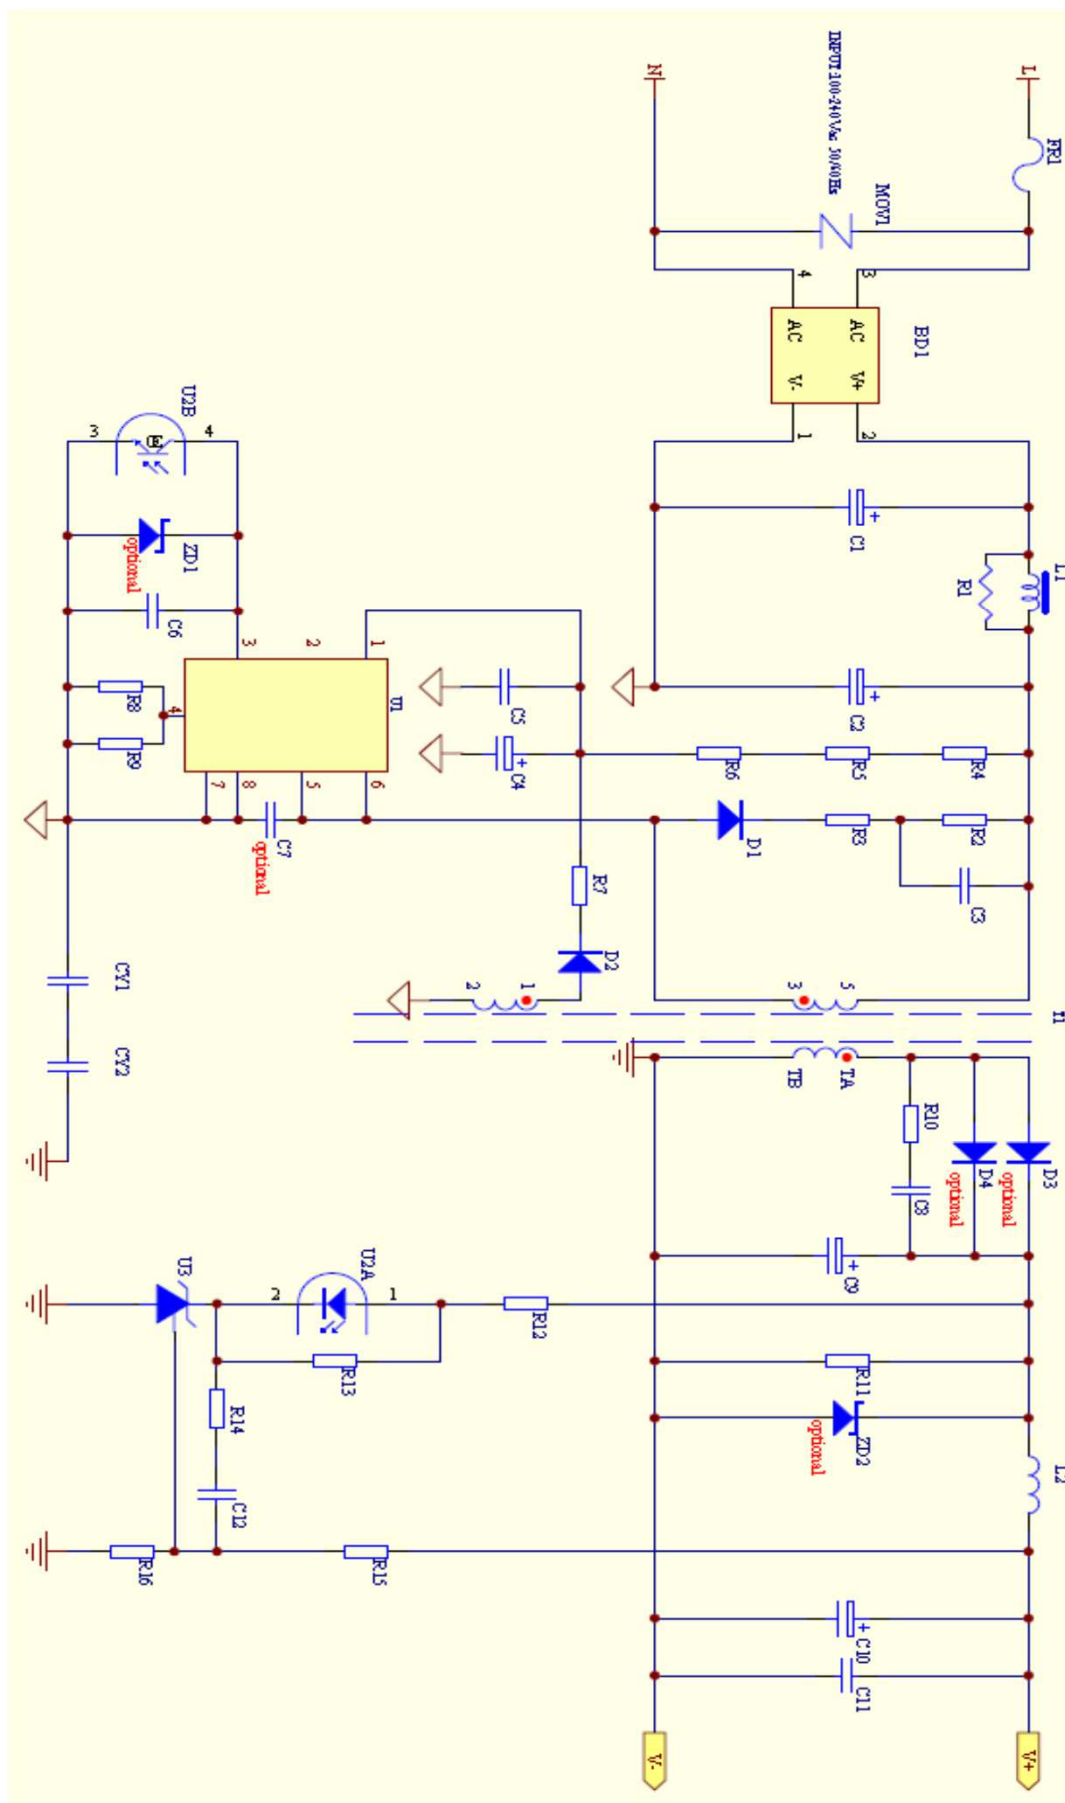 L
N
FR1
INPUT:100-240Vac 50/60Hz
MOV1
3
4
AC
AC
V+
V-
BD1
2
1
C1
L1
R1
C2
U2B
3
4
ZD1
optional
C6
3
2
1
U1
4
R8
R9
7
8
5
6
C5
C4
R6
R5
R4
C7
optional
D1
R3
R2
C3
R7
D2
2
1
3
5
T1
TB
TA
CY1
CY2
R10
C8
D4
optional
D3
optional
C9
U3
2
U2A
1
R12
R13
R11
ZD2
optional
L2
R14
C12
R16
R15
C10
C11
V-
V+